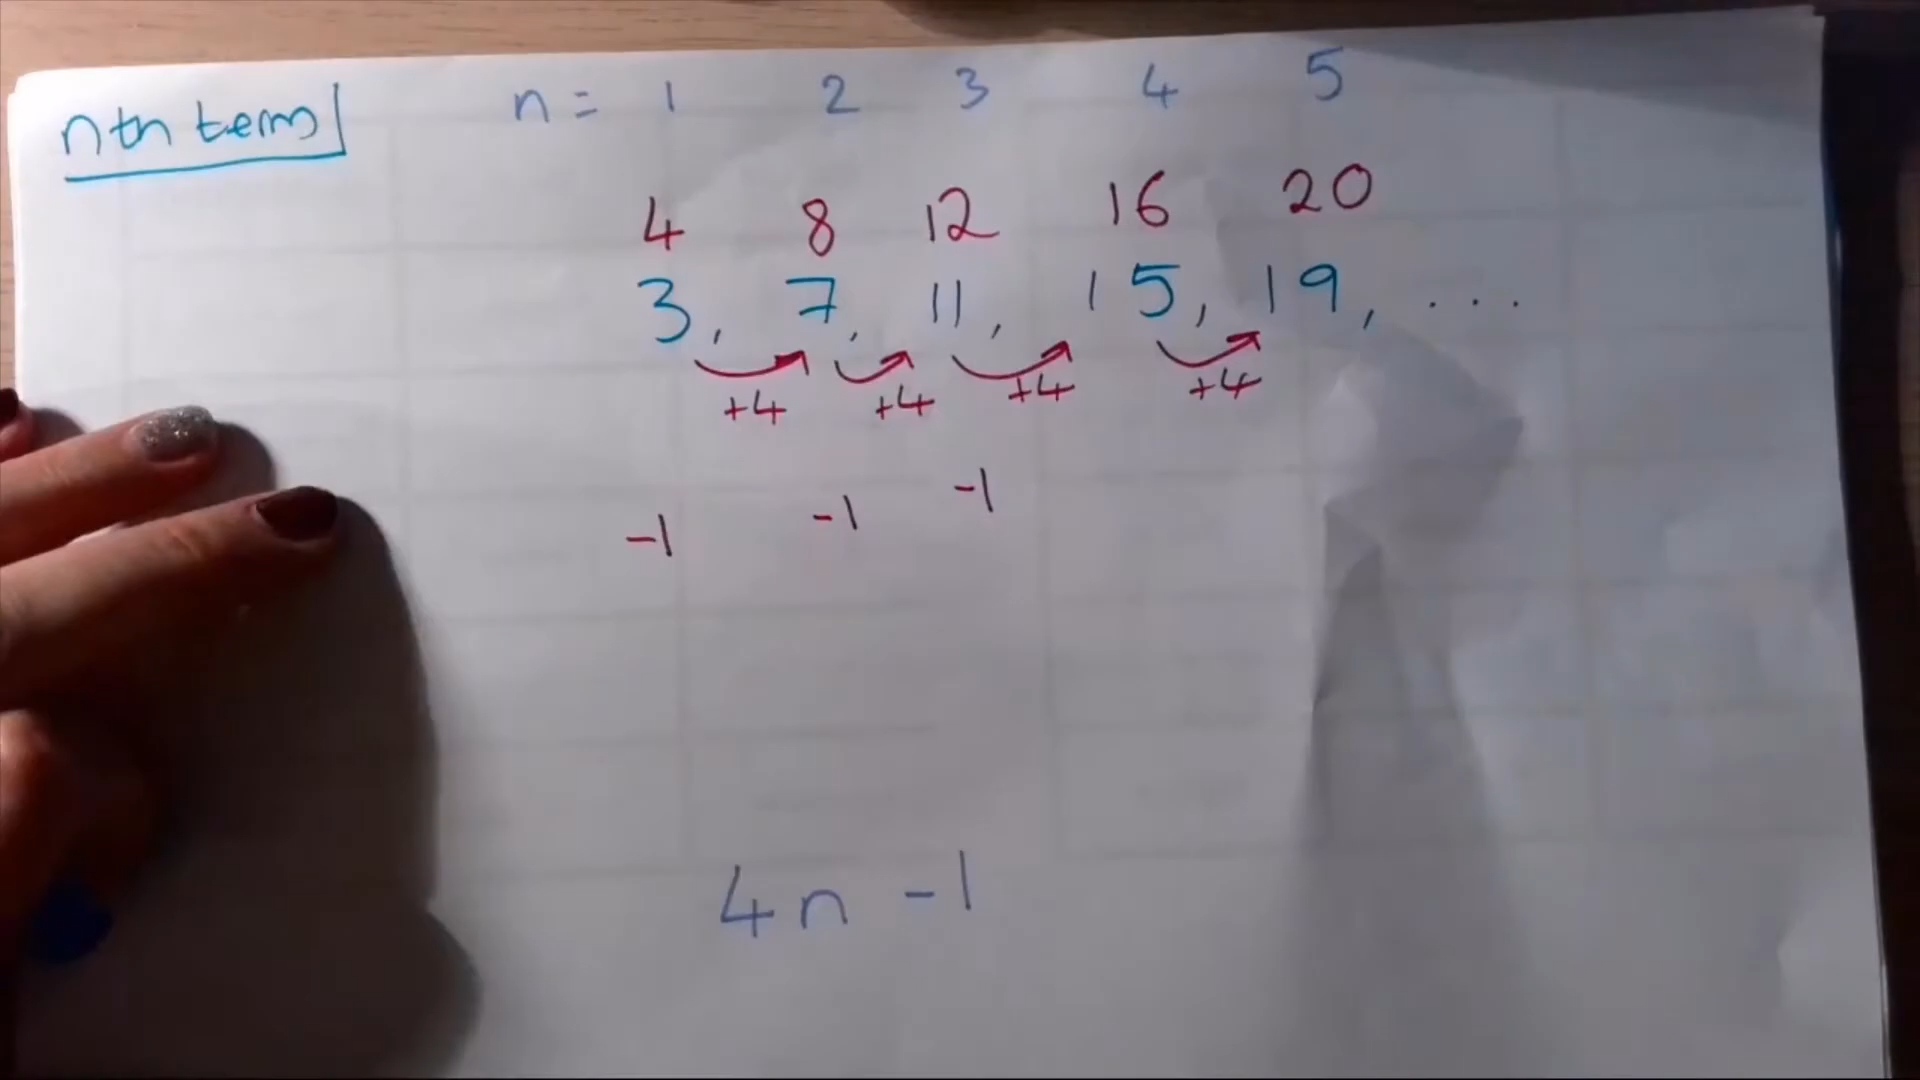 nth term
n = 1 2 3 4 5
4 8 12 16 20
3, 7, 11, 15, 19, ...
+4 +4 +4 +4
-1 -1 -1
4n -1